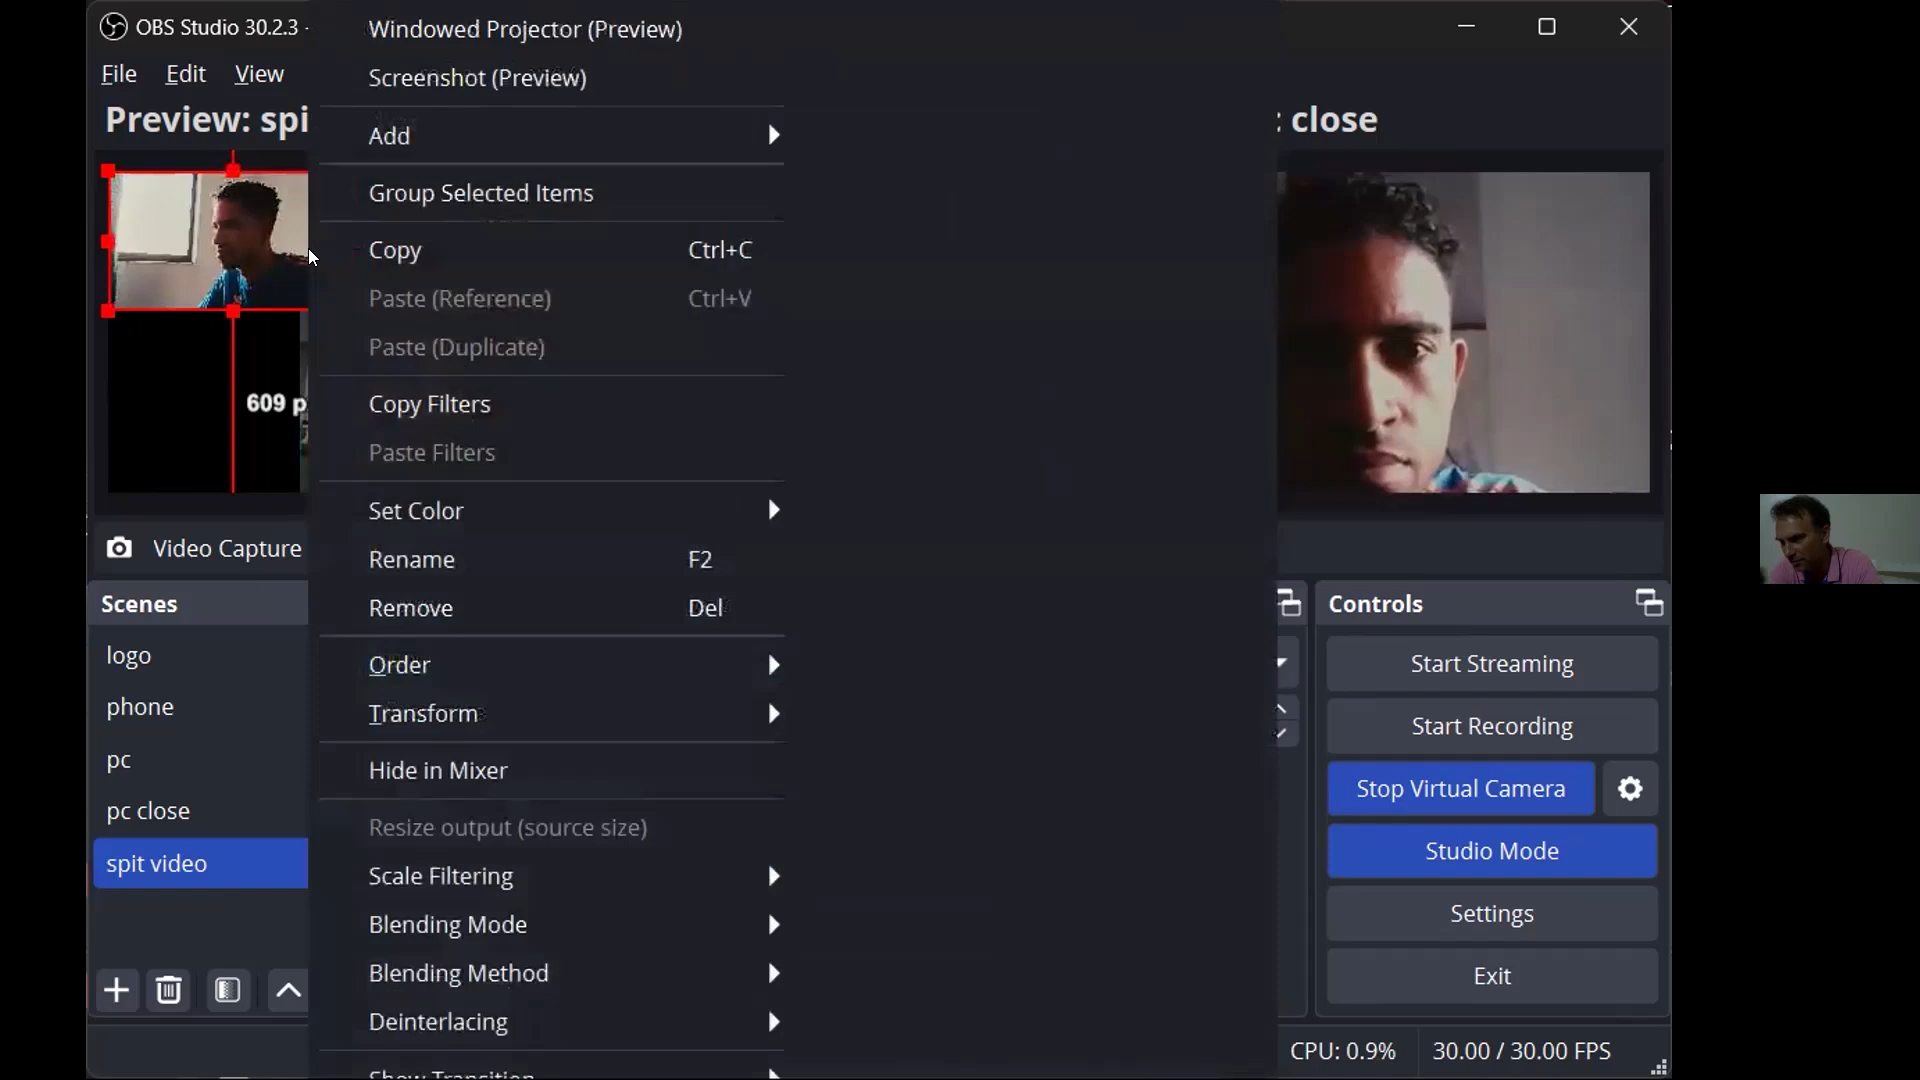 OBS Studio 30.2.3 -
File Edit View
Preview: spi
: close
Windowed Projector (Preview)
Screenshot (Preview)
Add
Group Selected Items
Copy Ctrl+C
Paste (Reference) Ctrl+V
Paste (Duplicate)
Copy Filters
Paste Filters
Set Color
Rename F2
Remove Del
Order
Transform
Hide in Mixer
Resize output (source size)
Scale Filtering
Blending Mode
Blending Method
Deinterlacing
Show Transition
609 p
Video Capture
Scenes
logo
phone
pc
pc close
spit video
Controls
Start Streaming
Start Recording
Stop Virtual Camera
Studio Mode
Settings
Exit
CPU: 0.9% 30.00 / 30.00 FPS